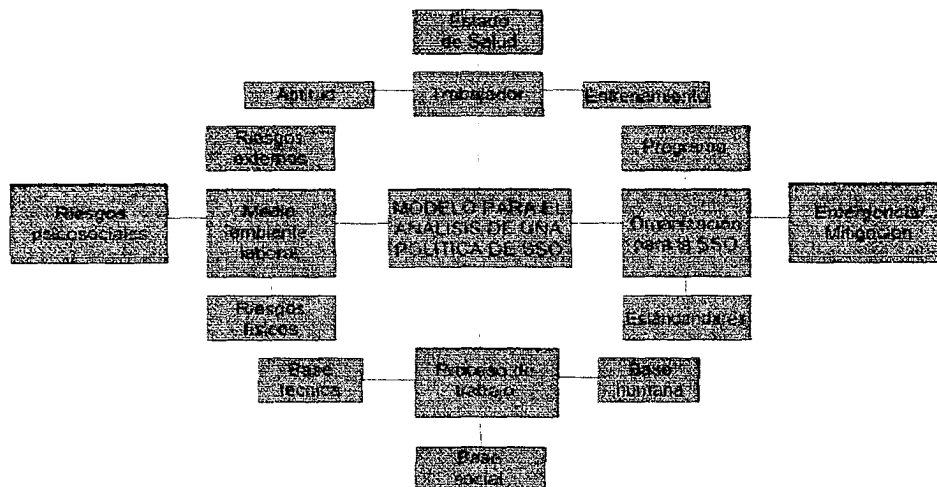 Estado
de Salud
Aptitud
Trabajador
Entrenamiento
Riesgos
externos
Programa
Riesgos
psicosociales
Medio
ambiente
laboral
MODELO PARA EL
ANALISIS DE UNA
POLITICA DE SSO
Organización
para la SSO
Emergencia/
Mitigación
Riesgos
físicos
Base
técnica
Proceso de
trabajo
Base
humana
Base
social